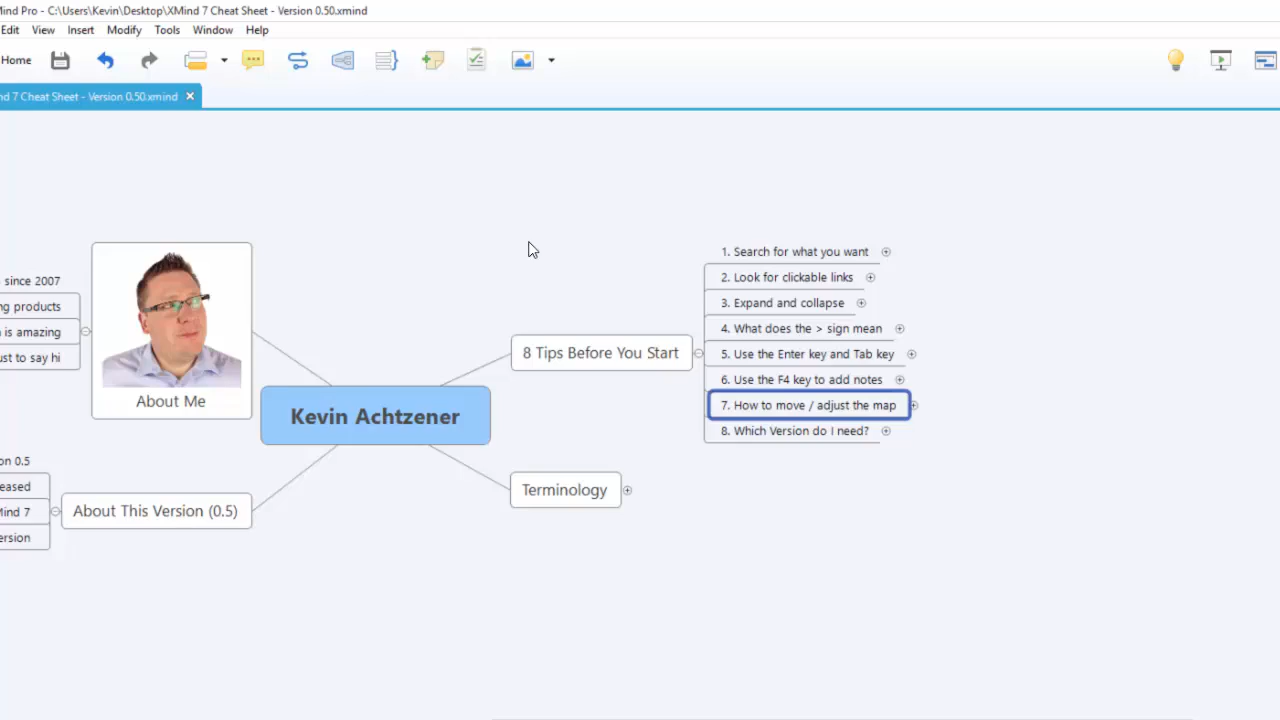 Mind Pro - C:\Users\Kevin\Desktop\XMind 7 Cheat Sheet - Version 0.50.xmind
Edit View Insert Modify Tools Window Help
Home
nd 7 Cheat Sheet - Version 0.50.xmind
since 2007
ng products
is amazing
ust to say hi
About Me
Kevin Achtzener
on 0.5
eased
Mind 7
ersion
About This Version (0.5)
8 Tips Before You Start
1. Search for what you want
2. Look for clickable links
3. Expand and collapse
4. What does the > sign mean
5. Use the Enter key and Tab key
6. Use the F4 key to add notes
7. How to move / adjust the map
8. Which Version do I need?
Terminology